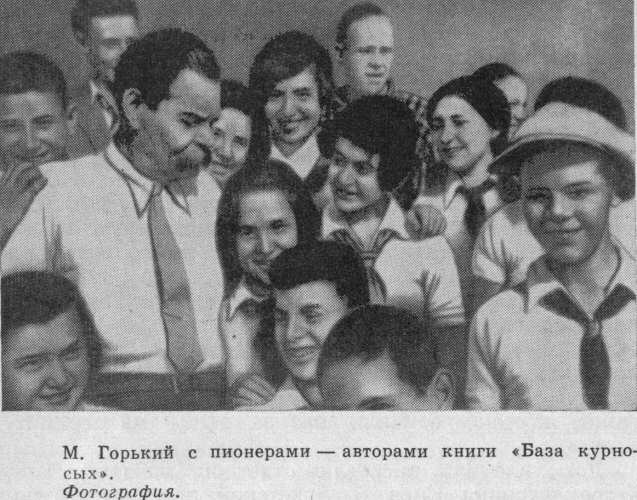 М. Горький с пионерами — авторами книги «База курно-
сых».
Фотография.